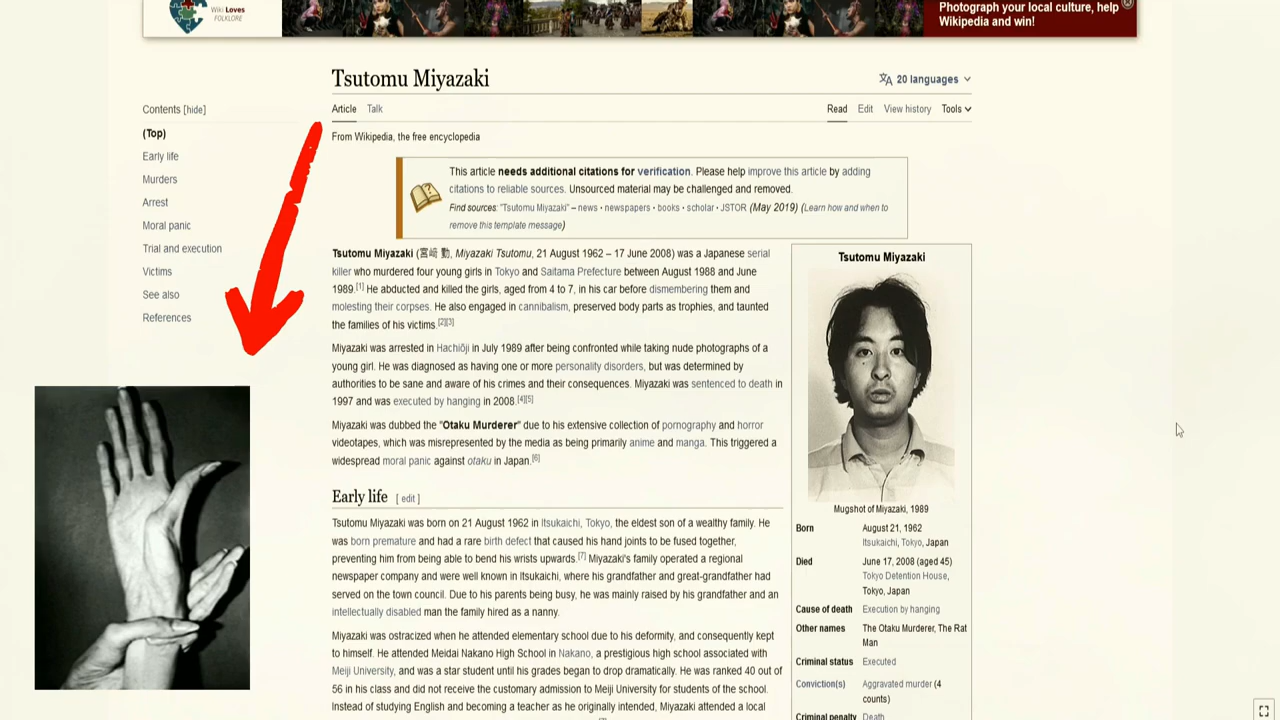 Wiki Loves
FOLKLORE
Photograph your local culture, help
Wikipedia and win!
Tsutomu Miyazaki
20 languages
Article Talk
Read Edit View history Tools
From Wikipedia, the free encyclopedia
Contents [hide]
(Top)
Early life
Murders
Arrest
Moral panic
Trial and execution
Victims
See also
References
This article needs additional citations for verification. Please help improve this article by adding
citations to reliable sources. Unsourced material may be challenged and removed.
Find sources: "Tsutomu Miyazaki" – news · newspapers · books · scholar · JSTOR (May 2019) (Learn how and when to
remove this template message)
Tsutomu Miyazaki (宮﨑 勤, Miyazaki Tsutomu, 21 August 1962 – 17 June 2008) was a Japanese serial
killer who murdered four young girls in Tokyo and Saitama Prefecture between August 1988 and June
1989.[1] He abducted and killed the girls, aged from 4 to 7, in his car before dismembering them and
molesting their corpses. He also engaged in cannibalism, preserved body parts as trophies, and taunted
the families of his victims.[2][3]
Miyazaki was arrested in Hachiōji in July 1989 after being confronted while taking nude photographs of a
young girl. He was diagnosed as having one or more personality disorders, but was determined by
authorities to be sane and aware of his crimes and their consequences. Miyazaki was sentenced to death in
1997 and was executed by hanging in 2008.[4][5]
Miyazaki was dubbed the "Otaku Murderer" due to his extensive collection of pornography and horror
videotapes, which was misrepresented by the media as being primarily anime and manga. This triggered a
widespread moral panic against otaku in Japan.[6]
Early life [ edit ]
Tsutomu Miyazaki was born on 21 August 1962 in Itsukaichi, Tokyo, the eldest son of a wealthy family. He
was born premature and had a rare birth defect that caused his hand joints to be fused together,
preventing him from being able to bend his wrists upwards.[7] Miyazaki's family operated a regional
newspaper company and were well known in Itsukaichi, where his grandfather and great-grandfather had
served on the town council. Due to his parents being busy, he was mainly raised by his grandfather and an
intellectually disabled man the family hired as a nanny.
Miyazaki was ostracized when he attended elementary school due to his deformity, and consequently kept
to himself. He attended Meidai Nakano High School in Nakano, a prestigious high school associated with
Meiji University, and was a star student until his grades began to drop dramatically. He was ranked 40 out of
56 in his class and did not receive the customary admission to Meiji University for students of the school.
Instead of studying English and becoming a teacher as he originally intended, Miyazaki attended a local
Tsutomu Miyazaki
Mugshot of Miyazaki, 1989
Born August 21, 1962
Itsukaichi, Tokyo, Japan
Died June 17, 2008 (aged 45)
Tokyo Detention House,
Tokyo, Japan
Cause of death Execution by hanging
Other names The Otaku Murderer, The Rat
Man
Criminal status Executed
Conviction(s) Aggravated murder (4
counts)
Criminal penalty Death